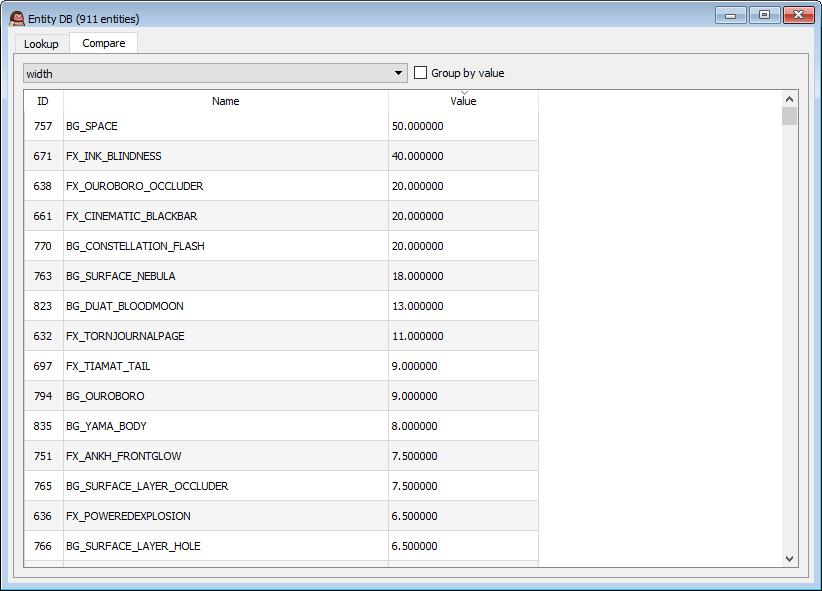 Entity DB (911 entities)
Lookup Compare
width Group by value
ID Name Value
757 BG_SPACE 50.000000
671 FX_INK_BLINDNESS 40.000000
638 FX_OUROBORO_OCCLUDER 20.000000
661 FX_CINEMATIC_BLACKBAR 20.000000
770 BG_CONSTELLATION_FLASH 20.000000
763 BG_SURFACE_NEBULA 18.000000
823 BG_DUAT_BLOODMOON 13.000000
632 FX_TORNJOURNALPAGE 11.000000
697 FX_TIAMAT_TAIL 9.000000
794 BG_OUROBORO 9.000000
835 BG_YAMA_BODY 8.000000
751 FX_ANKH_FRONTGLOW 7.500000
765 BG_SURFACE_LAYER_OCCLUDER 7.500000
636 FX_POWEREDEXPLOSION 6.500000
766 BG_SURFACE_LAYER_HOLE 6.500000